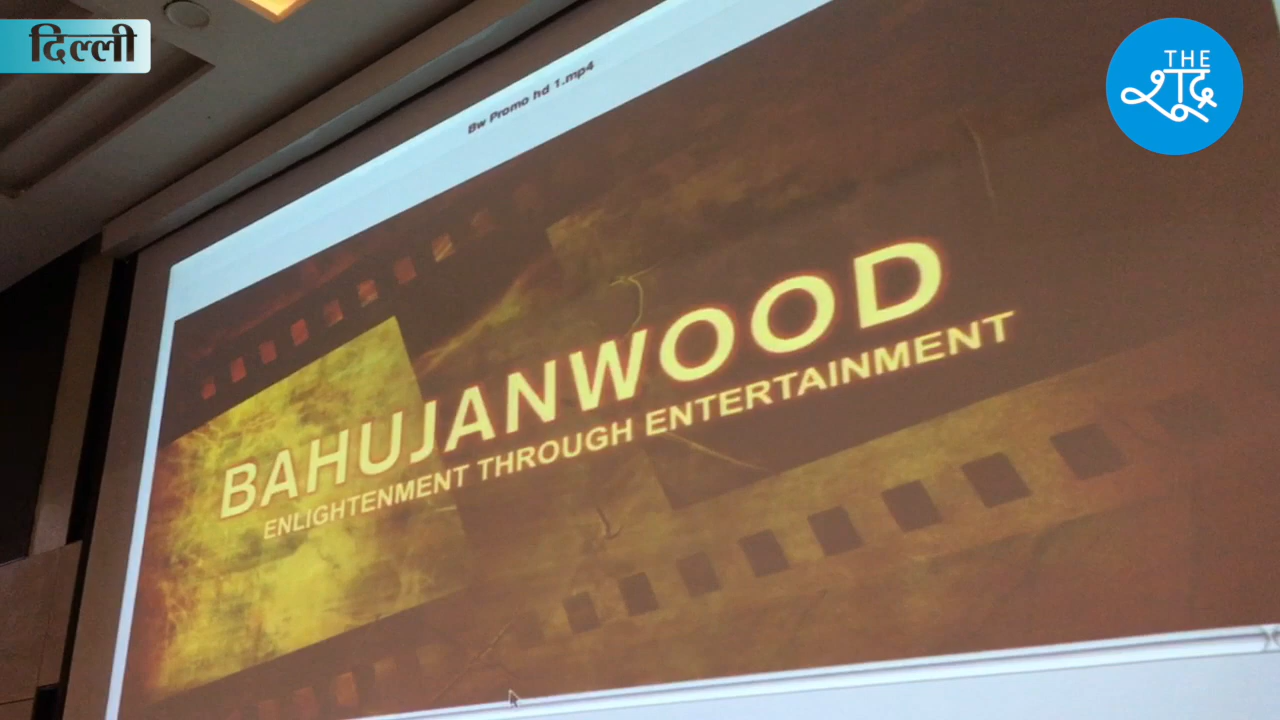 दिल्ली
THE
शूद्र
Bw Promo hd 1.mp4
BAHUJANWOOD
ENLIGHTENMENT THROUGH ENTERTAINMENT